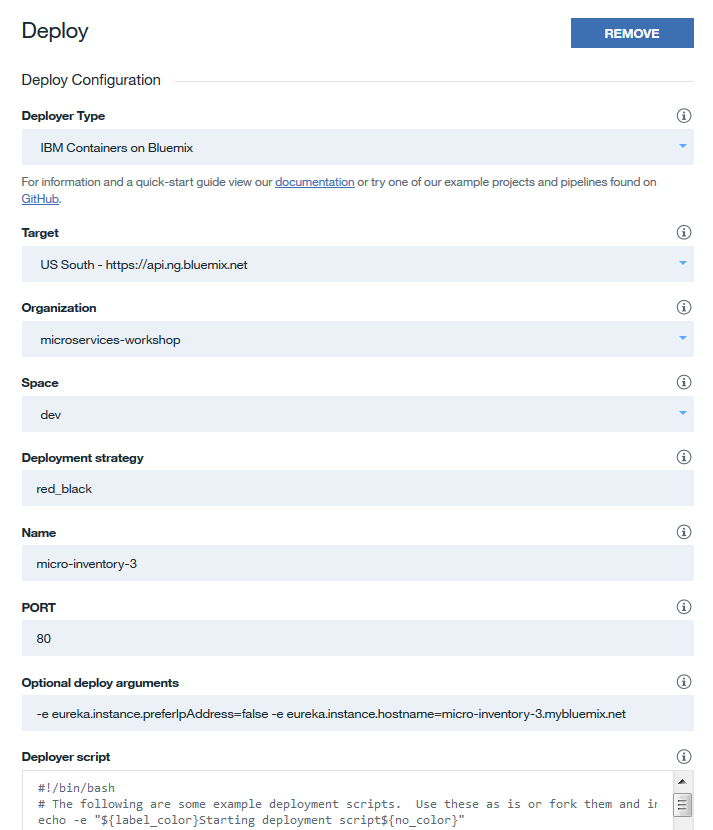 Deploy
REMOVE
Deploy Configuration
Deployer Type
IBM Containers on Bluemix
For information and a quick-start guide view our documentation or try one of our example projects and pipelines found on
GitHub.
Target
US South - https://api.ng.bluemix.net
Organization
microservices-workshop
Space
dev
Deployment strategy
red_black
Name
micro-inventory-3
PORT
80
Optional deploy arguments
-e eureka.instance.preferIpAddress=false -e eureka.instance.hostname=micro-inventory-3.mybluemix.net
Deployer script
#!/bin/bash
# The following are some example deployment scripts.  Use these as is or fork them and
echo -e "${label_color}Starting deployment script${no_color}"